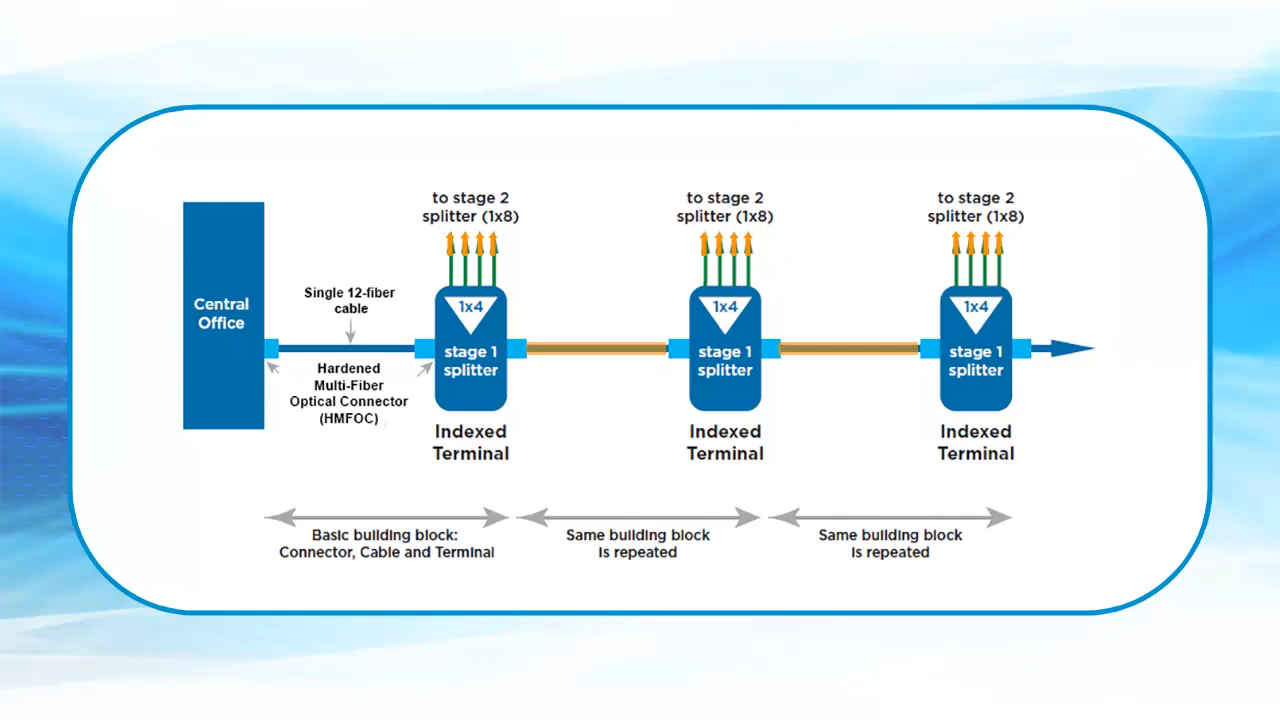 to stage 2
splitter (1x8)
to stage 2
splitter (1x8)
to stage 2
splitter (1x8)
Central
Office
Single 12-fiber
cable
Hardened
Multi-Fiber
Optical Connector
(HMFOC)
1x4
stage 1
splitter
1x4
stage 1
splitter
1x4
stage 1
splitter
Indexed
Terminal
Indexed
Terminal
Indexed
Terminal
Basic building block:
Connector, Cable and Terminal
Same building block
is repeated
Same building block
is repeated